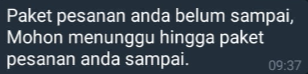 Paket pesanan anda belum sampai,
Mohon menunggu hingga paket
pesanan anda sampai.
09:37